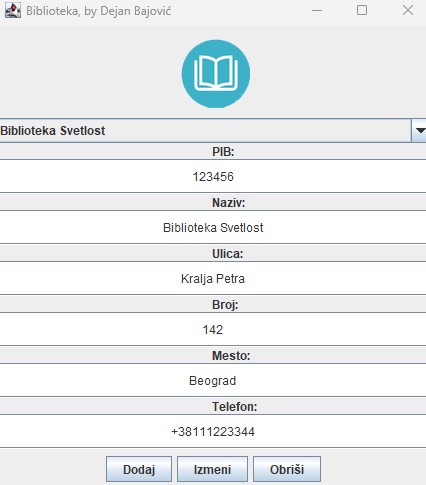 Biblioteka, by Dejan Bajović
Biblioteka Svetlost
PIB:
123456
Naziv:
Biblioteka Svetlost
Ulica:
Kralja Petra
Broj:
142
Mesto:
Beograd
Telefon:
+38111223344
Dodaj Izmeni Obriši